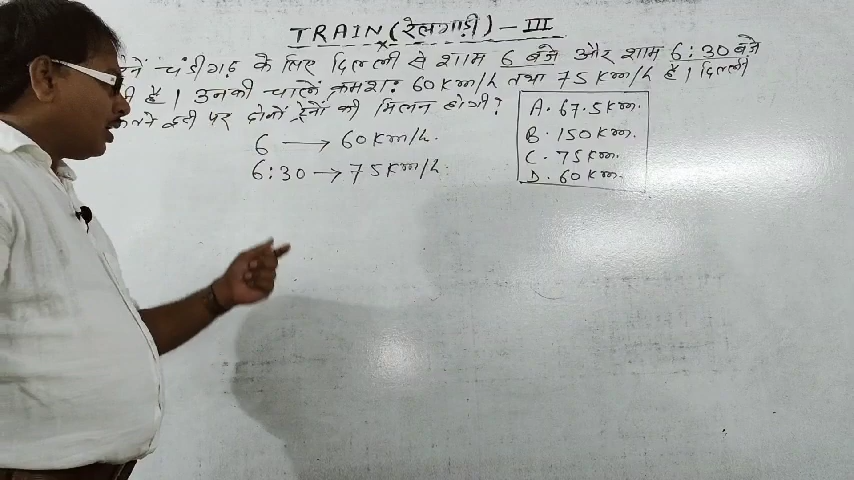 TRAIN (रेलगाड़ी) - III
चंडीगढ़ के लिए दिल्ली से शाम 6 बजे और शाम 6:30 बजे
है। उनकी चालें क्रमश: 60 Km/h तथा 75 Km/h है। दिल्ली
दूरी पर दोनों ट्रेनों की मिलन होगी?
6 → 60 Km/h.
6:30 → 75 Km/h.
A. 67.5 Km.
B. 150 Km.
C. 75 Km.
D. 60 Km.